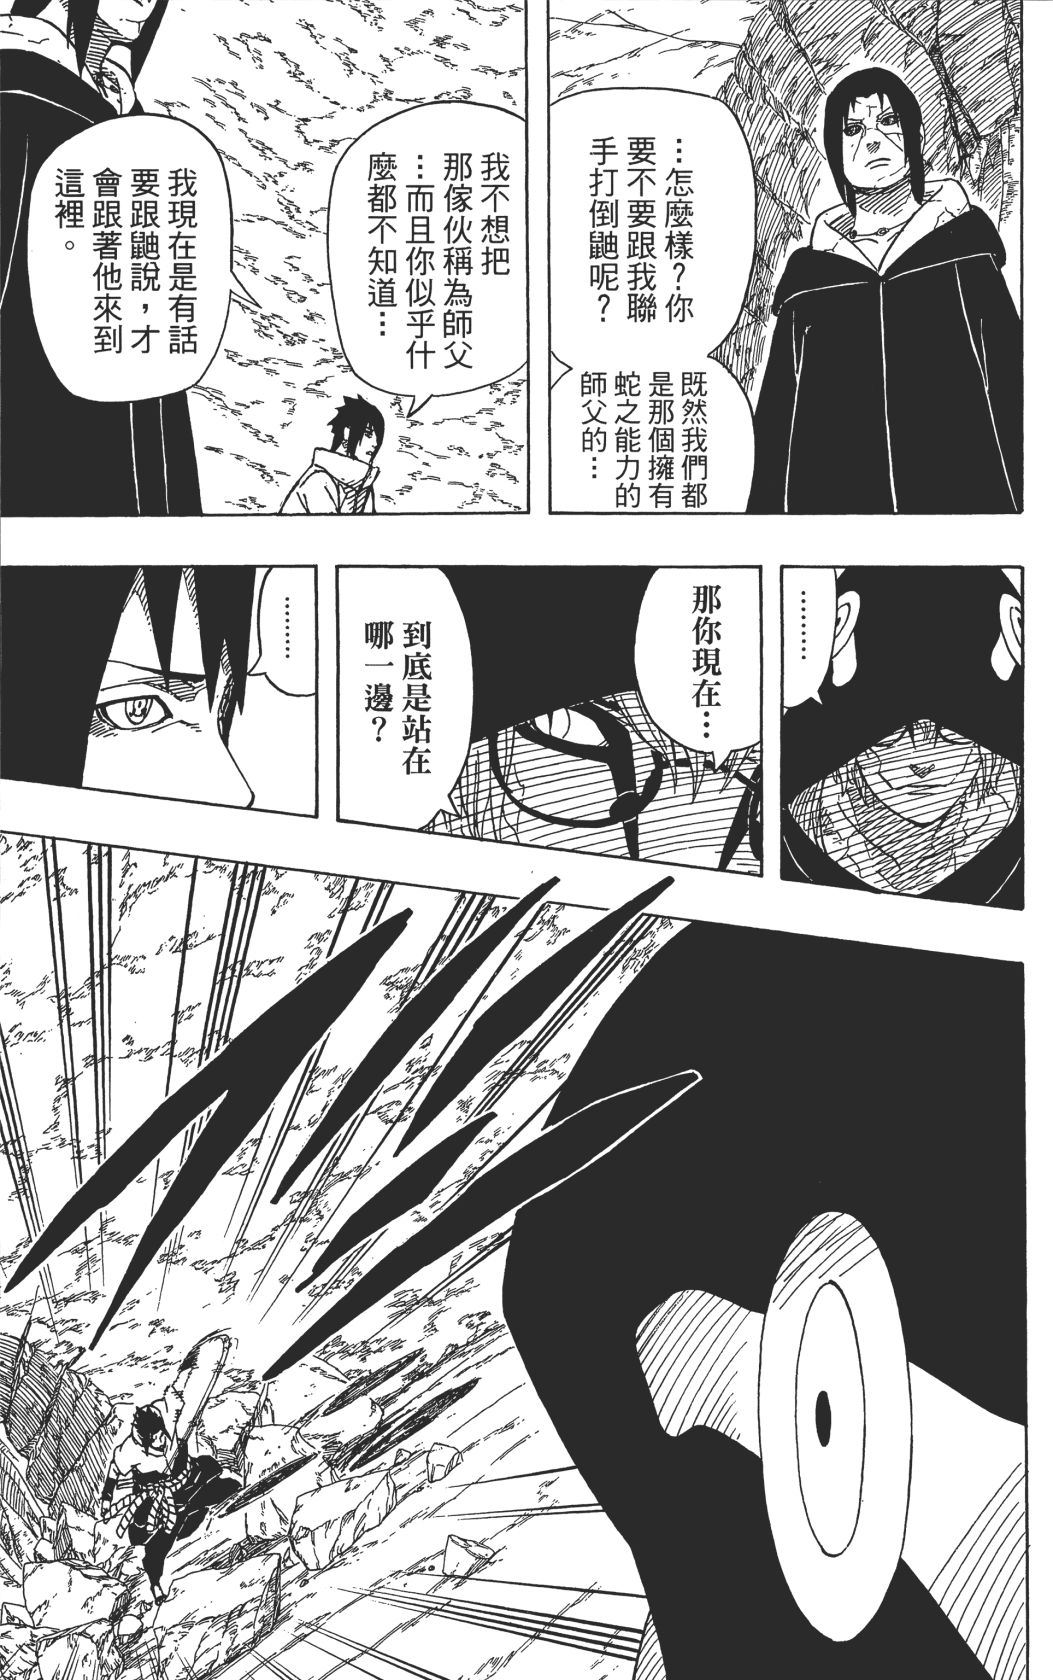 …怎麼樣？你
要不要跟我聯
手打倒鼬呢？
既然我們都
是那個擁有
蛇之能力的
師父的…
我不想把
那傢伙稱為師父
…而且你似乎什
麼都不知道…
我現在是有話
要跟鼬說，才
會跟著他來到
這裡。
………
那你現在…
到底是站在
哪一邊？
………